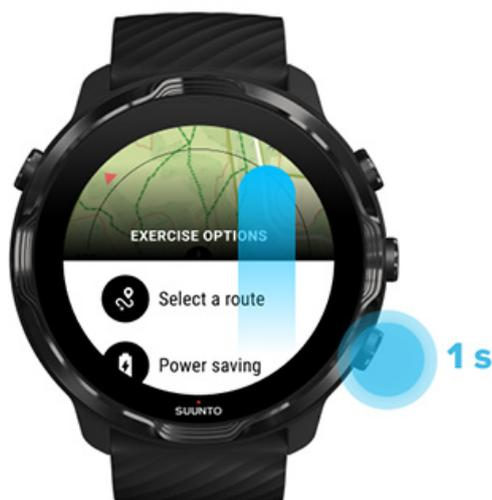 EXERCISE OPTIONS
Select a route
Power saving
1 s
SUUNTO